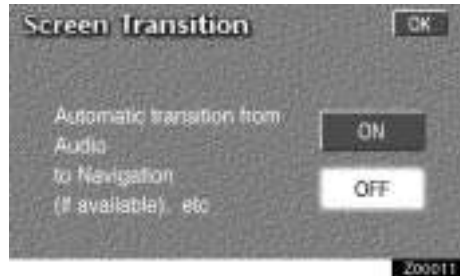 Screen Transition
OK
Automatic transition from
Audio
to Navigation
(If available), etc
ON
OFF
Z00011